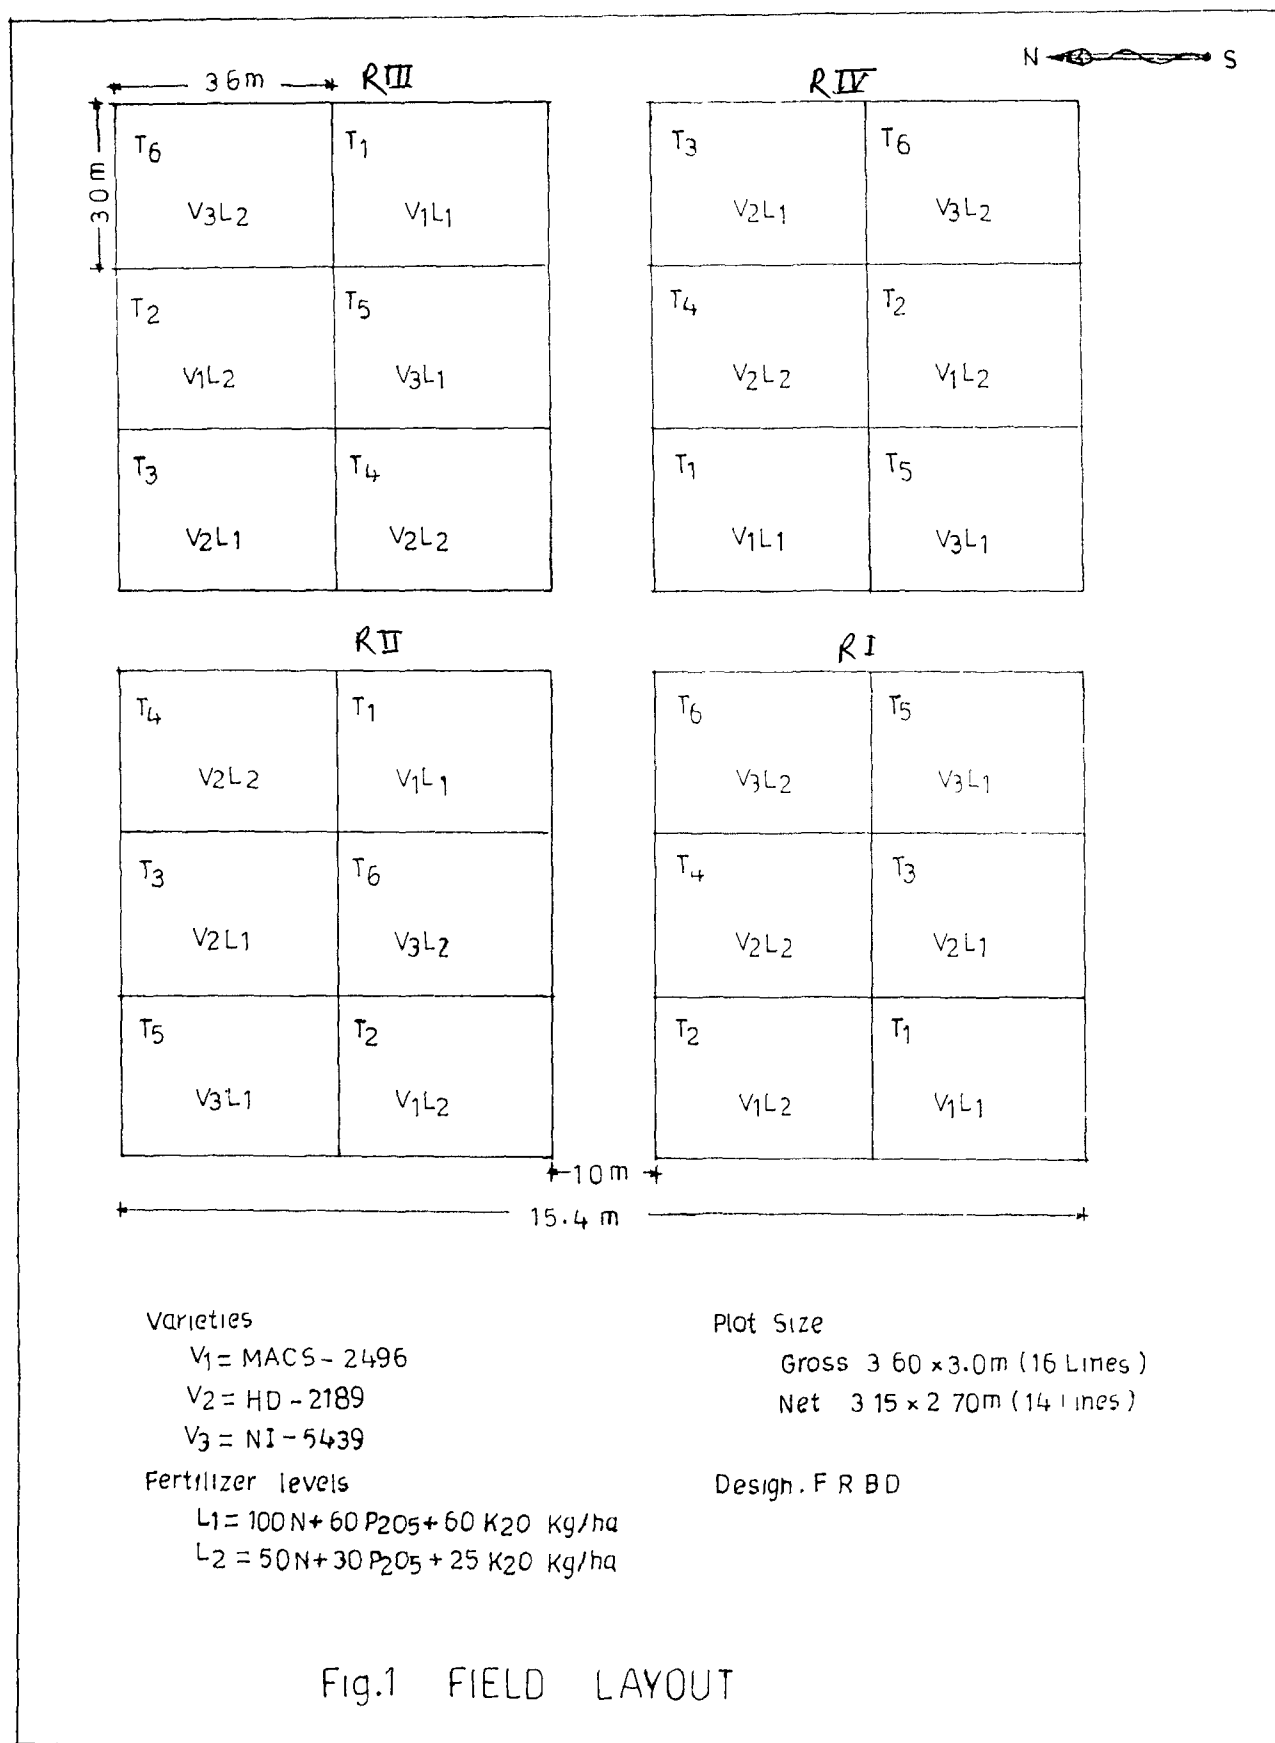 N S
36m RIII RIV
30m
T6 T1 T3 T6
V3L2 V1L1 V2L1 V3L2
T2 T5 T4 T2
V1L2 V3L1 V2L2 V1L2
T3 T4 T1 T5
V2L1 V2L2 V1L1 V3L1
RII RI
T4 T1 T6 T5
V2L2 V1L1 V3L2 V3L1
T3 T6 T4 T3
V2L1 V3L2 V2L2 V2L1
T5 T2 T2 T1
V3L1 V1L2 V1L2 V1L1
10m
15.4 m
Varieties
V1 = MACS - 2496
V2 = HD - 2189
V3 = NI - 5439
Fertilizer levels
L1 = 100 N + 60 P2O5 + 60 K2O Kg/ha
L2 = 50 N + 30 P2O5 + 25 K2O Kg/ha
Plot Size
Gross 3 60 x 3.0m (16 Lines)
Net 3 15 x 2 70m (14 Lines)
Design. F R B D
Fig.1 FIELD LAYOUT